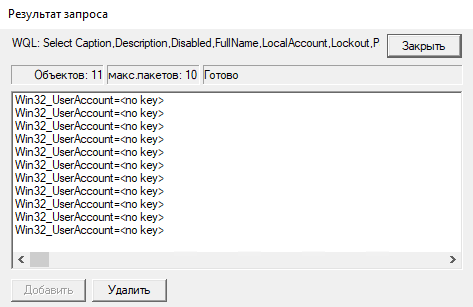 Результат запроса
WQL: Select Caption,Description,Disabled,FullName,LocalAccount,Lockout,P
Закрыть
Объектов: 11 макс.пакетов: 10 Готово
Win32_UserAccount=<no key>
Win32_UserAccount=<no key>
Win32_UserAccount=<no key>
Win32_UserAccount=<no key>
Win32_UserAccount=<no key>
Win32_UserAccount=<no key>
Win32_UserAccount=<no key>
Win32_UserAccount=<no key>
Win32_UserAccount=<no key>
Win32_UserAccount=<no key>
Win32_UserAccount=<no key>
Добавить Удалить